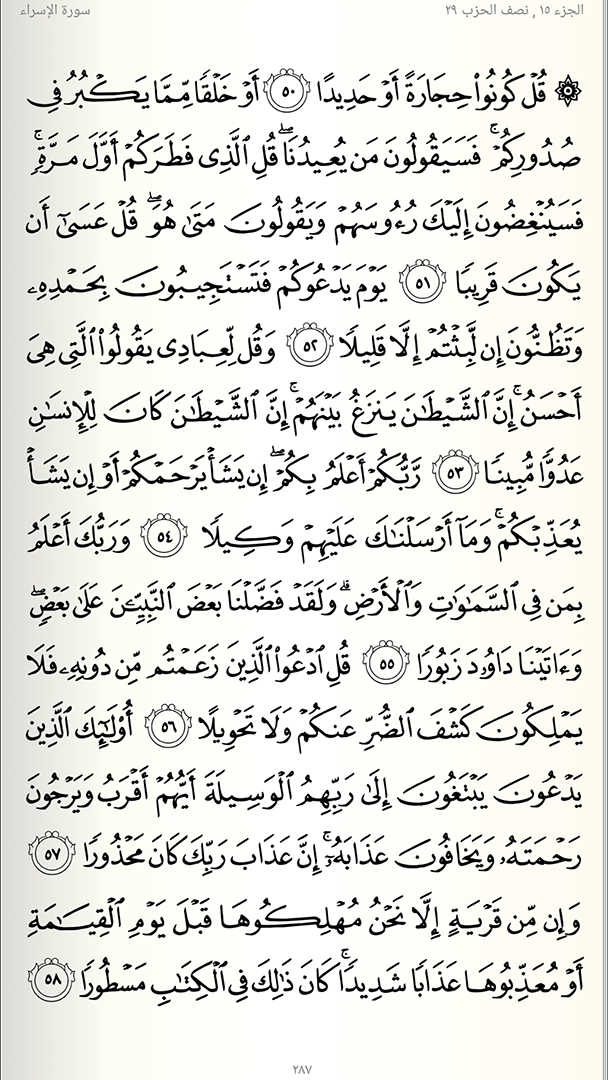 سورة الإسراء
الجزء ١٥ , نصف الحزب ٢٩
۞ قُلْ كُونُوا۟ حِجَارَةً أَوْ حَدِيدًا ٥٠ أَوْ خَلْقًا مِّمَّا يَكْبُرُ فِى
صُدُورِكُمْ ۚ فَسَيَقُولُونَ مَن يُعِيدُنَا ۖ قُلِ ٱلَّذِى فَطَرَكُمْ أَوَّلَ مَرَّةٍ ۚ
فَسَيُنْغِضُونَ إِلَيْكَ رُءُوسَهُمْ وَيَقُولُونَ مَتَىٰ هُوَ ۖ قُلْ عَسَىٰٓ أَن
يَكُونَ قَرِيبًا ٥١ يَوْمَ يَدْعُوكُمْ فَتَسْتَجِيبُونَ بِحَمْدِهِۦ
وَتَظُنُّونَ إِن لَّبِثْتُمْ إِلَّا قَلِيلًا ٥٢ وَقُل لِّعِبَادِى يَقُولُوا۟ ٱلَّتِى هِىَ
أَحْسَنُ ۚ إِنَّ ٱلشَّيْطَـٰنَ يَنزَغُ بَيْنَهُمْ ۚ إِنَّ ٱلشَّيْطَـٰنَ كَانَ لِلْإِنسَـٰنِ
عَدُوًّا مُّبِينًا ٥٣ رَّبُّكُمْ أَعْلَمُ بِكُمْ ۖ إِن يَشَأْ يَرْحَمْكُمْ أَوْ إِن يَشَأْ
يُعَذِّبْكُمْ ۚ وَمَآ أَرْسَلْنَـٰكَ عَلَيْهِمْ وَكِيلًا ٥٤ وَرَبُّكَ أَعْلَمُ
بِمَن فِى ٱلسَّمَـٰوَٰتِ وَٱلْأَرْضِ ۗ وَلَقَدْ فَضَّلْنَا بَعْضَ ٱلنَّبِيِّـۧنَ عَلَىٰ بَعْضٍ ۖ
وَءَاتَيْنَا دَاوُۥدَ زَبُورًا ٥٥ قُلِ ٱدْعُوا۟ ٱلَّذِينَ زَعَمْتُم مِّن دُونِهِۦ فَلَا
يَمْلِكُونَ كَشْفَ ٱلضُّرِّ عَنكُمْ وَلَا تَحْوِيلًا ٥٦ أُو۟لَـٰٓئِكَ ٱلَّذِينَ
يَدْعُونَ يَبْتَغُونَ إِلَىٰ رَبِّهِمُ ٱلْوَسِيلَةَ أَيُّهُمْ أَقْرَبُ وَيَرْجُونَ
رَحْمَتَهُۥ وَيَخَافُونَ عَذَابَهُۥٓ ۚ إِنَّ عَذَابَ رَبِّكَ كَانَ مَحْذُورًا ٥٧
وَإِن مِّن قَرْيَةٍ إِلَّا نَحْنُ مُهْلِكُوهَا قَبْلَ يَوْمِ ٱلْقِيَـٰمَةِ
أَوْ مُعَذِّبُوهَا عَذَابًا شَدِيدًا ۚ كَانَ ذَٰلِكَ فِى ٱلْكِتَـٰبِ مَسْطُورًا ٥٨
٢٨٧